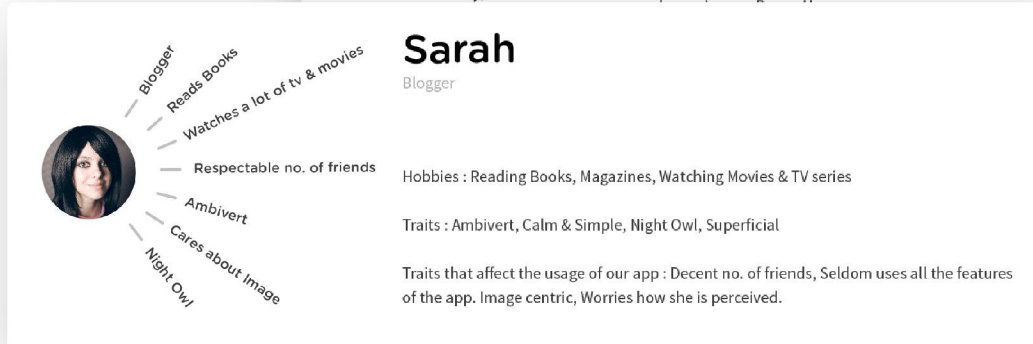 Sarah
Blogger
Blogger
Reads Books
Watches a lot of tv & movies
Respectable no. of friends
Ambivert
Cares about Image
Night Owl
Hobbies : Reading Books, Magazines, Watching Movies & TV series
Traits : Ambivert, Calm & Simple, Night Owl, Superficial
Traits that affect the usage of our app : Decent no. of friends, Seldom uses all the features
of the app. Image centric, Worries how she is perceived.